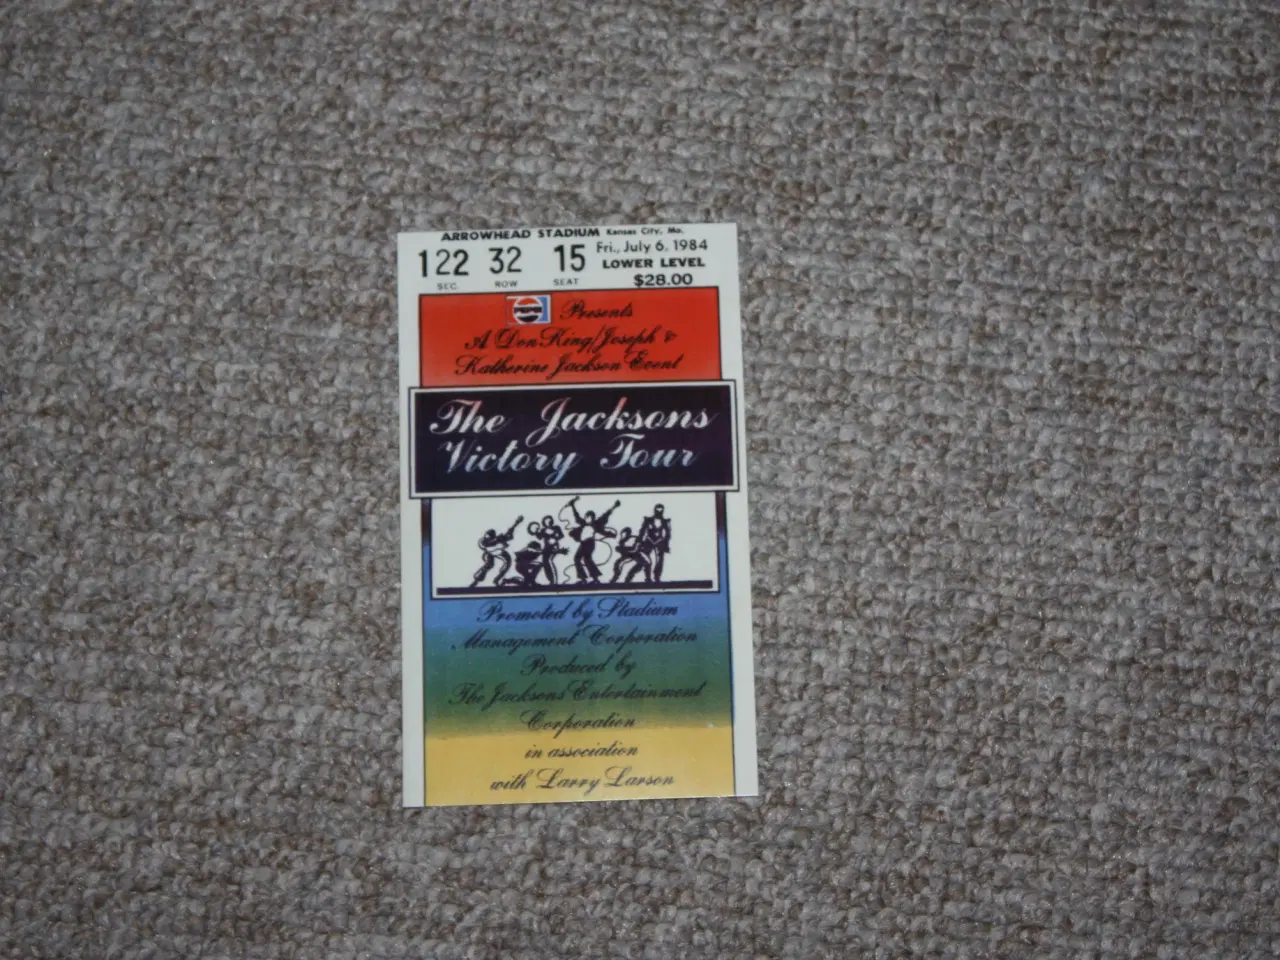 ARROWHEAD STADIUM Kansas City, Mo.
122 32 15 Fri., July 6, 1984
LOWER LEVEL
SEC. ROW SEAT $28.00
PEPSI Presents
A Don King/Joseph &
Katherine Jackson Event
The Jacksons
Victory Tour
Promoted by Stadium
Management Corporation
Produced by
The Jacksons Entertainment
Corporation
in association
with Larry Larson